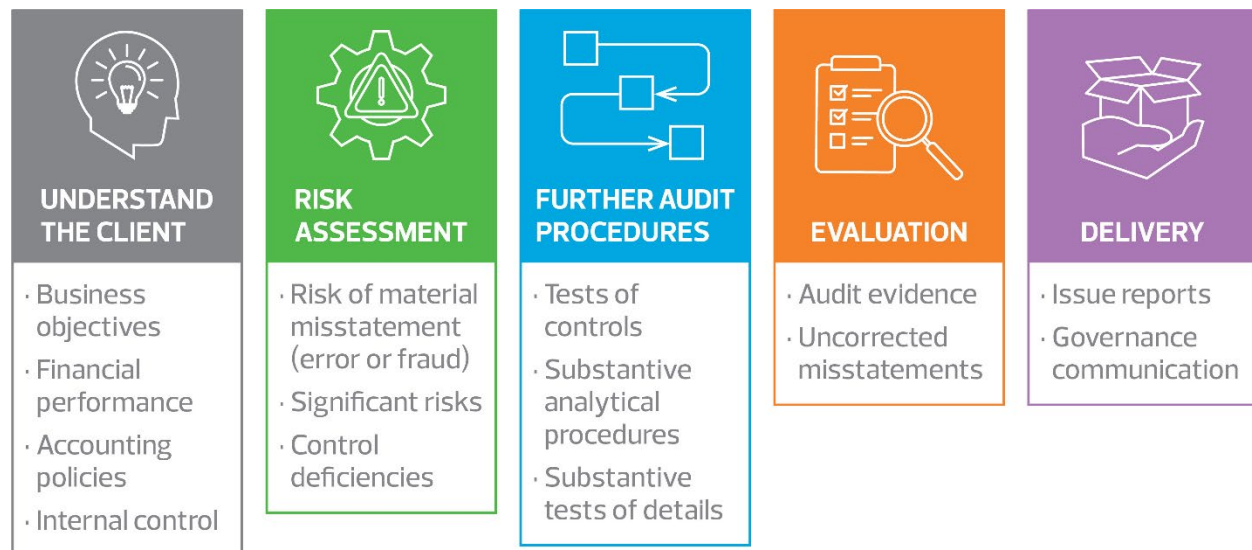 UNDERSTAND
THE CLIENT
· Business
objectives
· Financial
performance
· Accounting
policies
· Internal control
RISK
ASSESSMENT
· Risk of material
misstatement
(error or fraud)
· Significant risks
· Control
deficiencies
FURTHER AUDIT
PROCEDURES
· Tests of
controls
· Substantive
analytical
procedures
· Substantive
tests of details
EVALUATION
· Audit evidence
· Uncorrected
misstatements
DELIVERY
· Issue reports
· Governance
communication